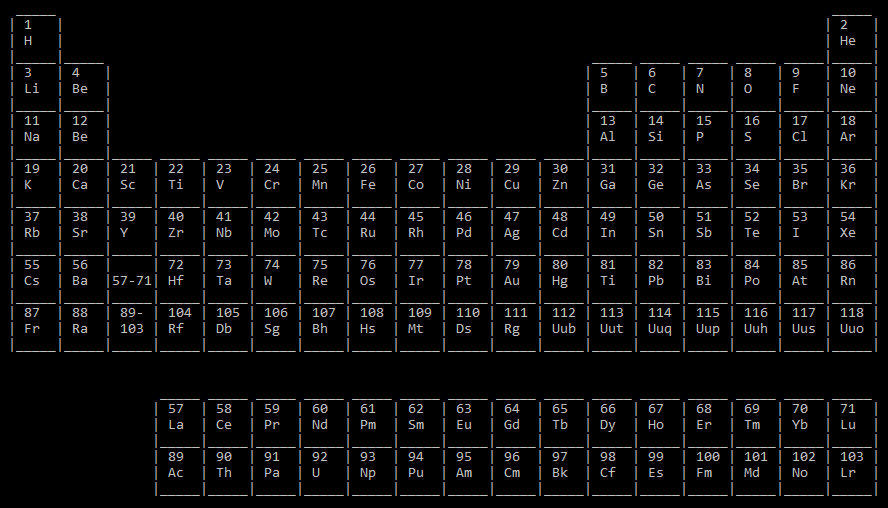 1 2
H He
3 4 5 6 7 8 9 10
Li Be B C N O F Ne
11 12 13 14 15 16 17 18
Na Be Al Si P S Cl Ar
19 20 21 22 23 24 25 26 27 28 29 30 31 32 33 34 35 36
K Ca Sc Ti V Cr Mn Fe Co Ni Cu Zn Ga Ge As Se Br Kr
37 38 39 40 41 42 43 44 45 46 47 48 49 50 51 52 53 54
Rb Sr Y Zr Nb Mo Tc Ru Rh Pd Ag Cd In Sn Sb Te I Xe
55 56 72 73 74 75 76 77 78 79 80 81 82 83 84 85 86
Cs Ba 57-71 Hf Ta W Re Os Ir Pt Au Hg Ti Pb Bi Po At Rn
87 88 89- 104 105 106 107 108 109 110 111 112 113 114 115 116 117 118
Fr Ra 103 Rf Db Sg Bh Hs Mt Ds Rg Uub Uut Uuq Uup Uuh Uus Uuo
57 58 59 60 61 62 63 64 65 66 67 68 69 70 71
La Ce Pr Nd Pm Sm Eu Gd Tb Dy Ho Er Tm Yb Lu
89 90 91 92 93 94 95 96 97 98 99 100 101 102 103
Ac Th Pa U Np Pu Am Cm Bk Cf Es Fm Md No Lr